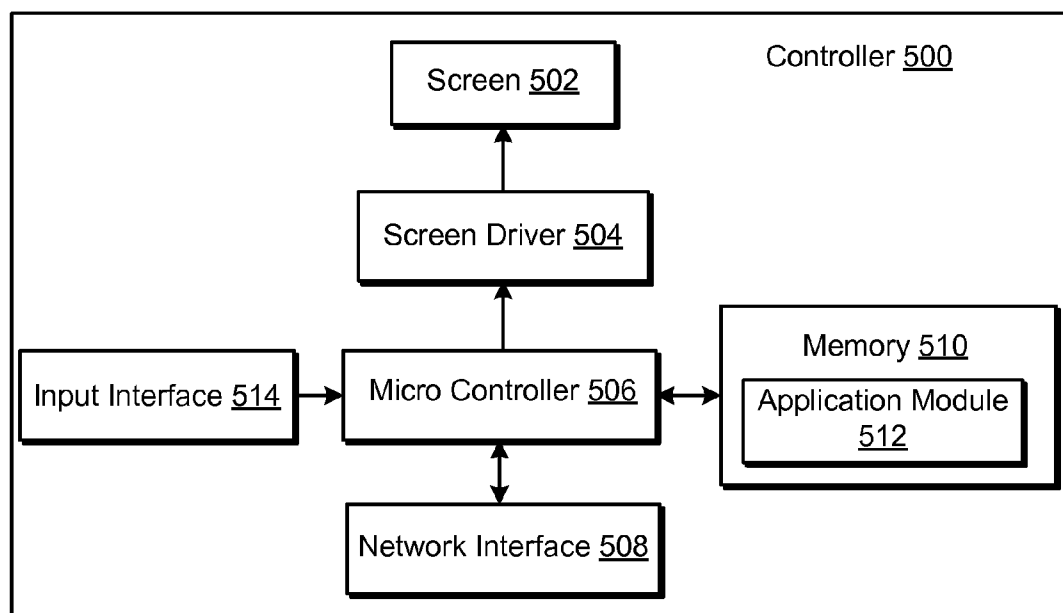 Controller 500
Screen 502
Screen Driver 504
Input Interface 514
Micro Controller 506
Memory 510
Application Module
512
Network Interface 508